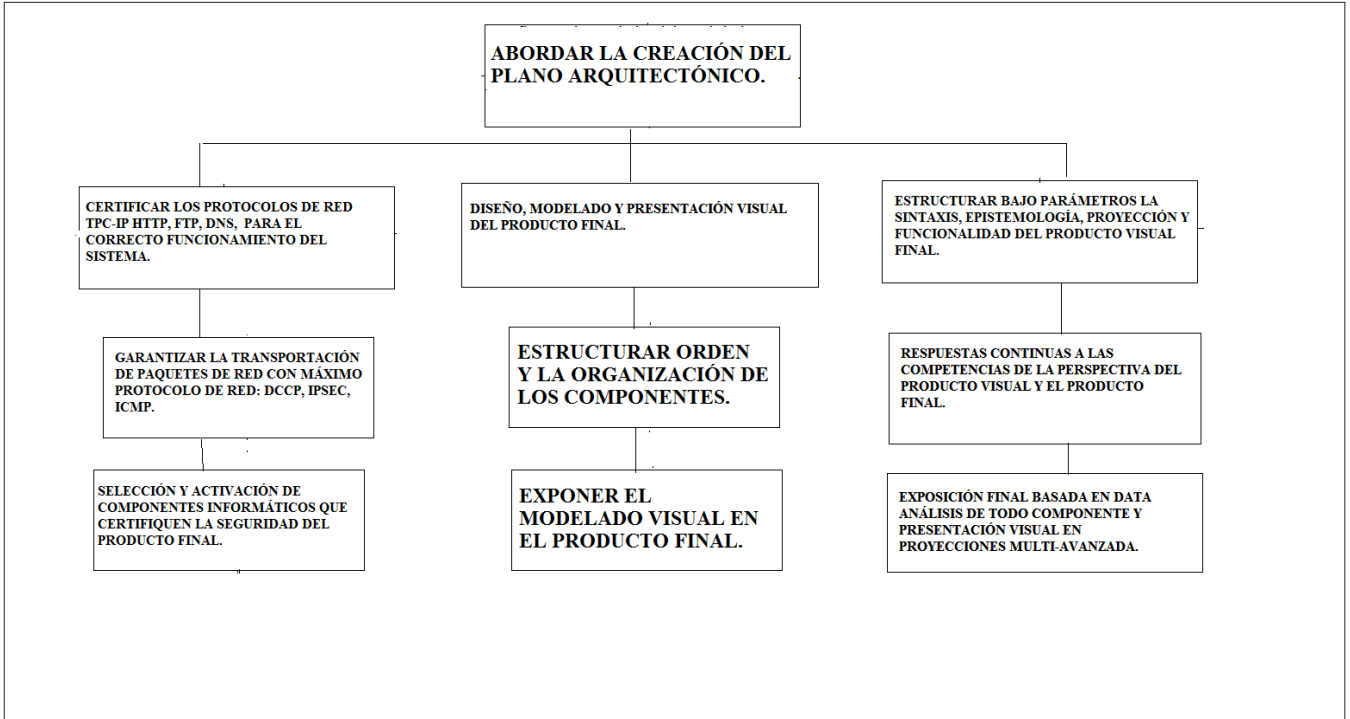 ABORDAR LA CREACIÓN DEL
PLANO ARQUITECTÓNICO.
CERTIFICAR LOS PROTOCOLOS DE RED
TPC-IP HTTP, FTP, DNS, PARA EL
CORRECTO FUNCIONAMIENTO DEL
SISTEMA.
DISEÑO, MODELADO Y PRESENTACIÓN VISUAL
DEL PRODUCTO FINAL.
ESTRUCTURAR BAJO PARÁMETROS LA
SINTAXIS, EPISTEMOLOGÍA, PROYECCIÓN Y
FUNCIONALIDAD DEL PRODUCTO VISUAL
FINAL.
GARANTIZAR LA TRANSPORTACIÓN
DE PAQUETES DE RED CON MÁXIMO
PROTOCOLO DE RED: DCCP, IPSEC,
ICMP.
ESTRUCTURAR ORDEN
Y LA ORGANIZACIÓN DE
LOS COMPONENTES.
RESPUESTAS CONTINUAS A LAS
COMPETENCIAS DE LA PERSPECTIVA DEL
PRODUCTO VISUAL Y EL PRODUCTO
FINAL.
SELECCIÓN Y ACTIVACIÓN DE
COMPONENTES INFORMÁTICOS QUE
CERTIFIQUEN LA SEGURIDAD DEL
PRODUCTO FINAL.
EXPONER EL
MODELADO VISUAL EN
EL PRODUCTO FINAL.
EXPOSICIÓN FINAL BASADA EN DATA
ANÁLISIS DE TODO COMPONENTE Y
PRESENTACIÓN VISUAL EN
PROYECCIONES MULTI-AVANZADA.